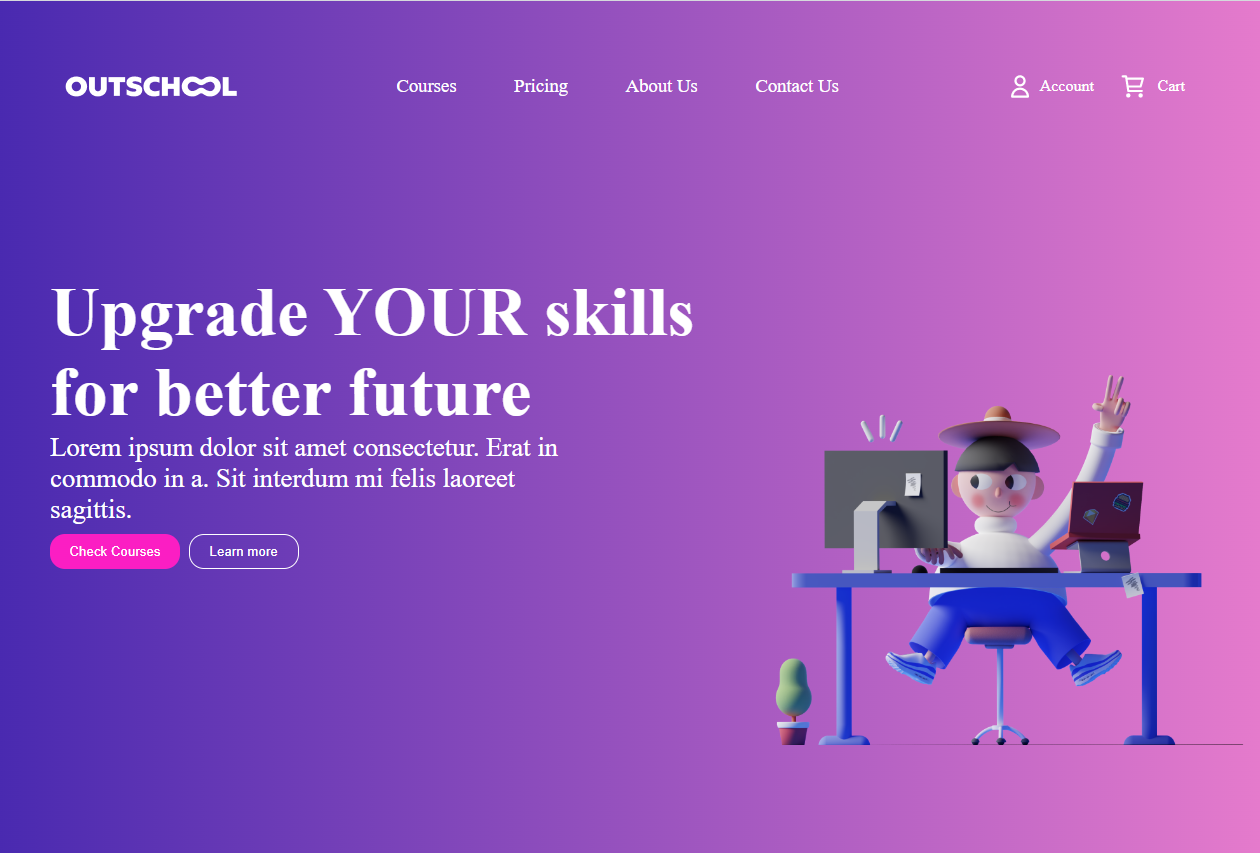 OUTSCHOOL
Courses Pricing About Us Contact Us
Account Cart
Upgrade YOUR skills
for better future
Lorem ipsum dolor sit amet consectetur. Erat in
commodo in a. Sit interdum mi felis laoreet
sagittis.
Check Courses Learn more